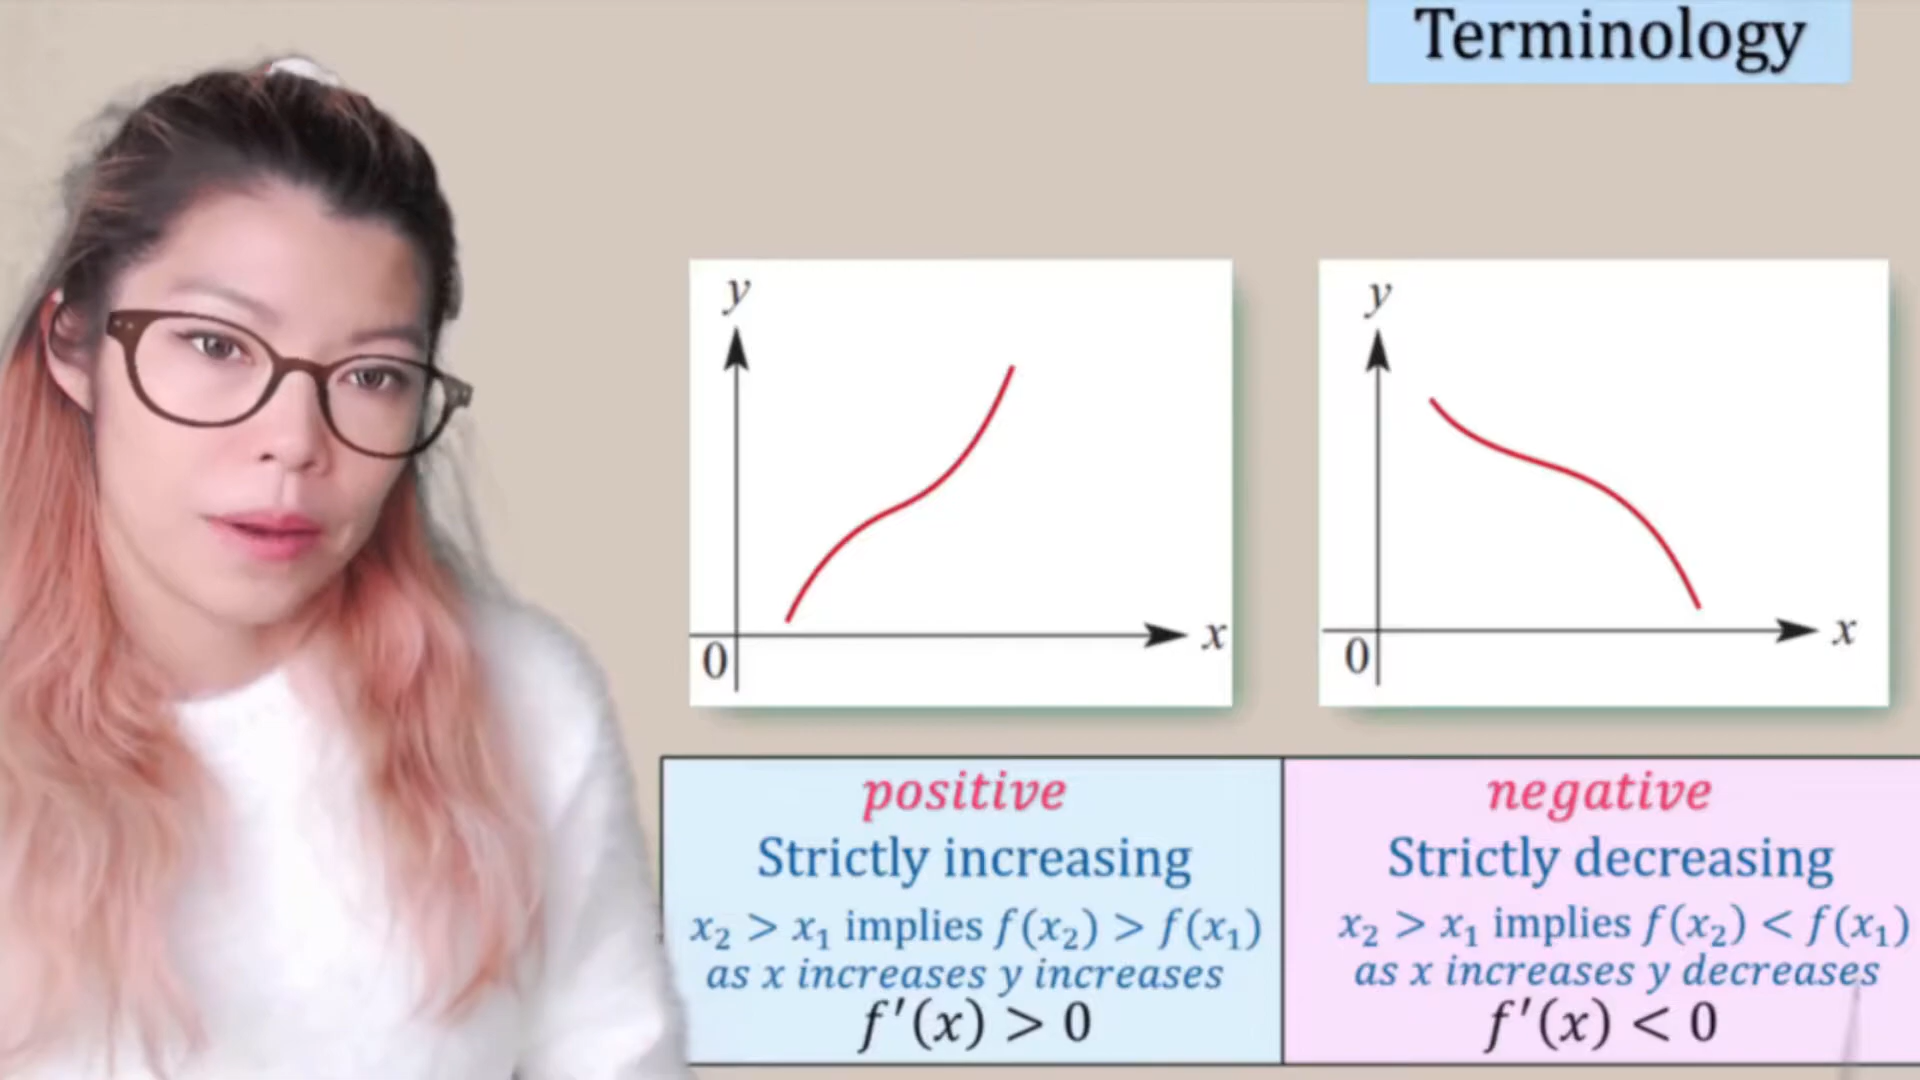 Terminology
y
x
0
y
x
0
positive
Strictly increasing
x₂ > x₁ implies f(x₂) > f(x₁)
as x increases y increases
f′(x) > 0
negative
Strictly decreasing
x₂ > x₁ implies f(x₂) < f(x₁)
as x increases y decreases
f′(x) < 0